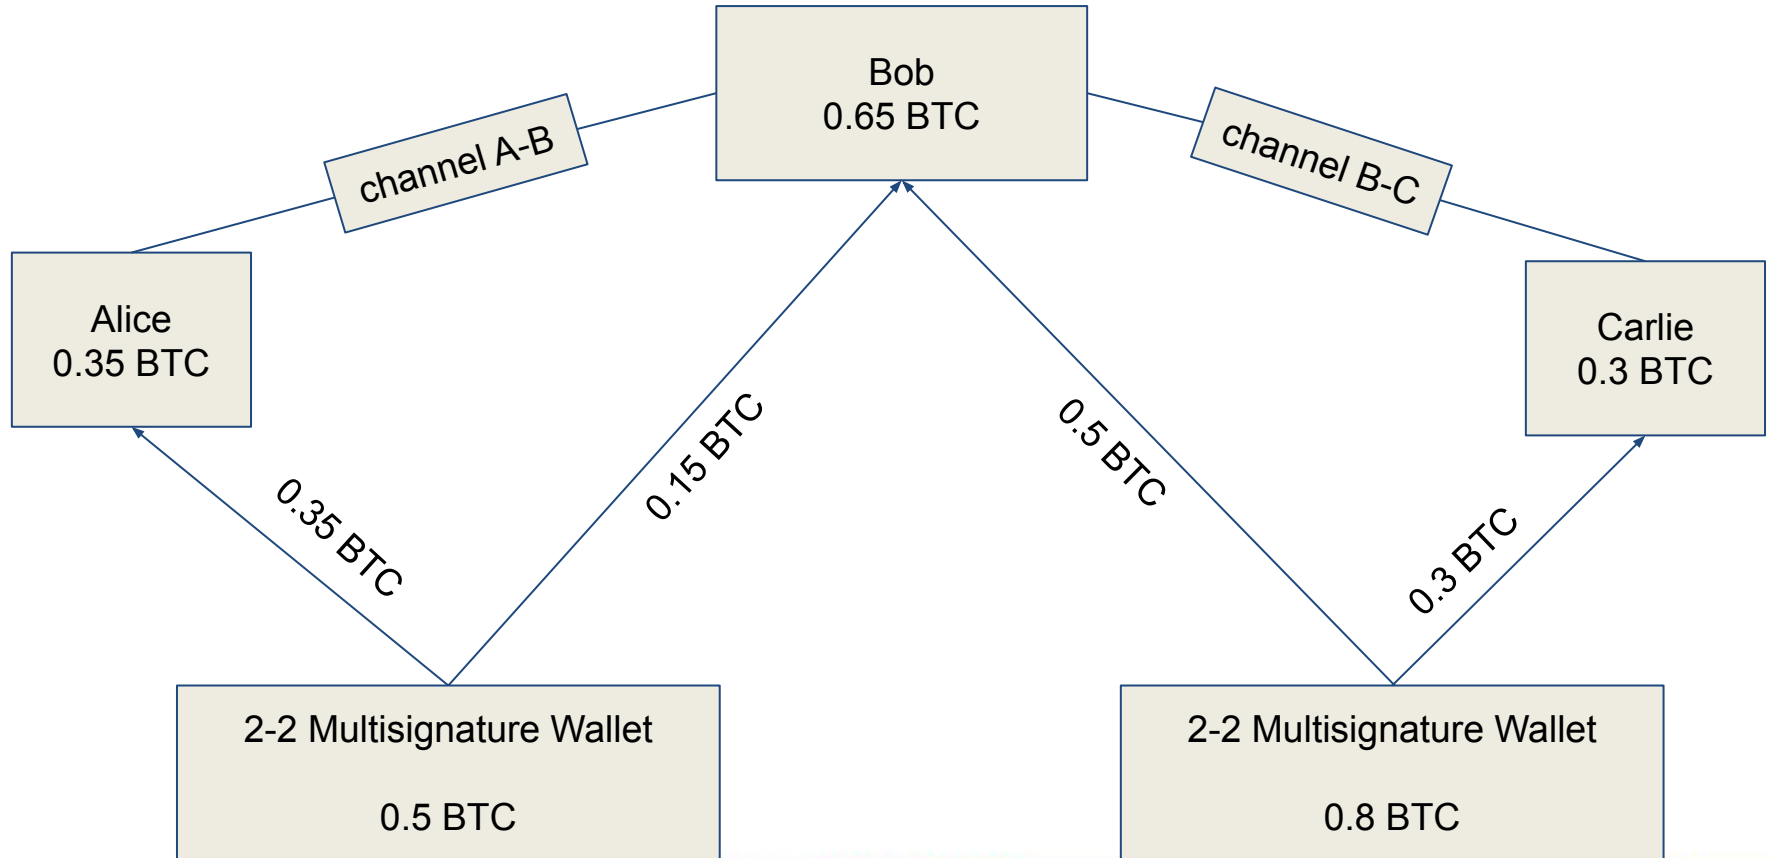 Bob
0.65 BTC
channel A-B
channel B-C
Alice
0.35 BTC
Carlie
0.3 BTC
0.35 BTC
0.15 BTC
0.5 BTC
0.3 BTC
2-2 Multisignature Wallet
0.5 BTC
2-2 Multisignature Wallet
0.8 BTC